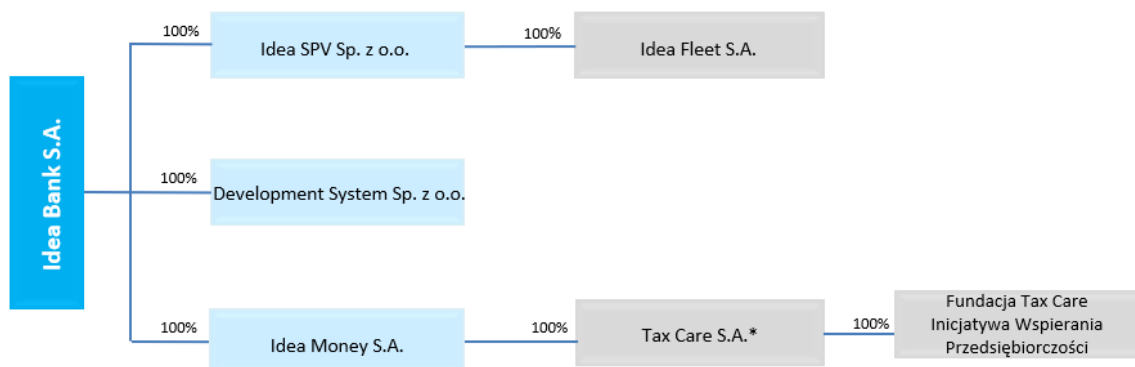 100%
Idea SPV Sp. z o.o.
100%
Idea Fleet S.A.
Idea Bank S.A.
100%
Development System Sp. z o.o.
100%
Idea Money S.A.
100%
Tax Care S.A.*
100%
Fundacja Tax Care
Inicjatywa Wspierania
Przedsiębiorczości